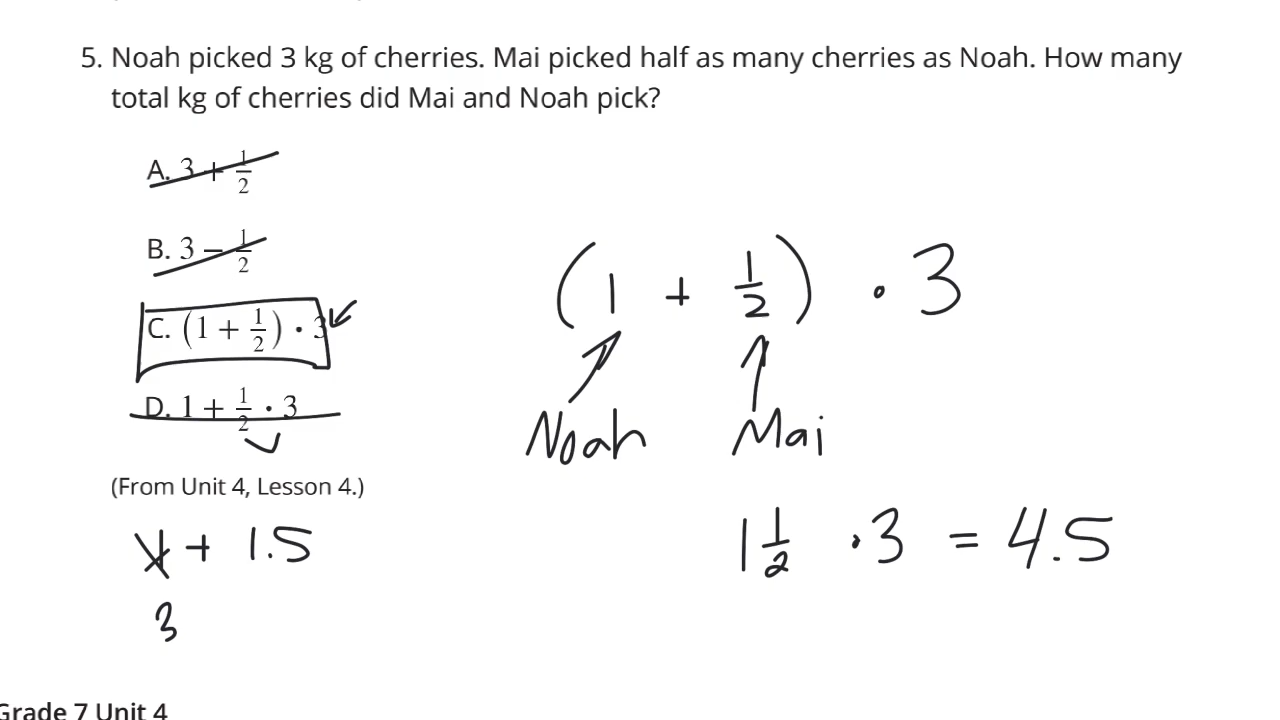 5. Noah picked 3 kg of cherries. Mai picked half as many cherries as Noah. How many
total kg of cherries did Mai and Noah pick?
A. 3 + 1/2
B. 3 − 1/2
C. (1 + 1/2) · 3
D. 1 + 1/2 · 3
(From Unit 4, Lesson 4.)
+ 1.5
3
(1 + 1/2) · 3
Noah Mai
1 1/2 · 3 = 4.5
Grade 7 Unit 4